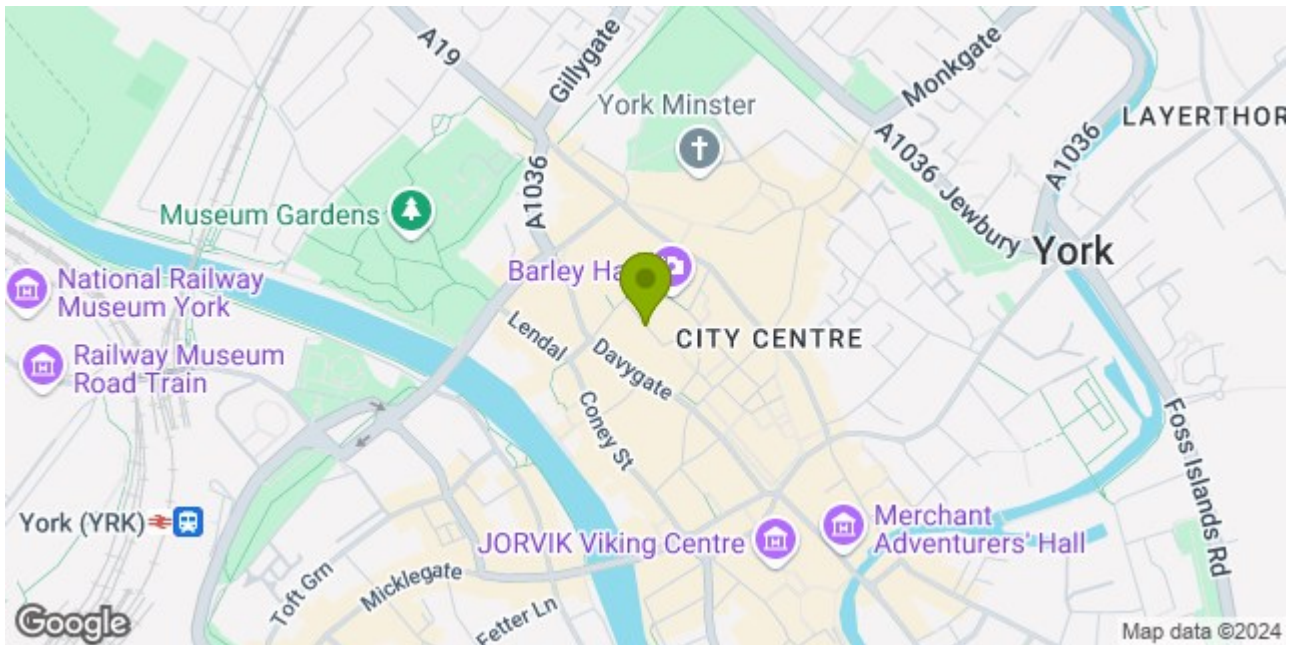 A19
Gillygate
Monkgate
York Minster
LAYERTHOR
A1036
A1036
A1036
Jewbury
Museum Gardens
York
National Railway
Museum York
Barley Ha
Lendal
CITY CENTRE
Railway Museum
Road Train
Davygate
Coney St
Foss Islands Rd
York (YRK)
Merchant
Adventurers' Hall
JORVIK Viking Centre
Micklegate
Toft Grn
Fetter Ln
Google
Map data ©2024